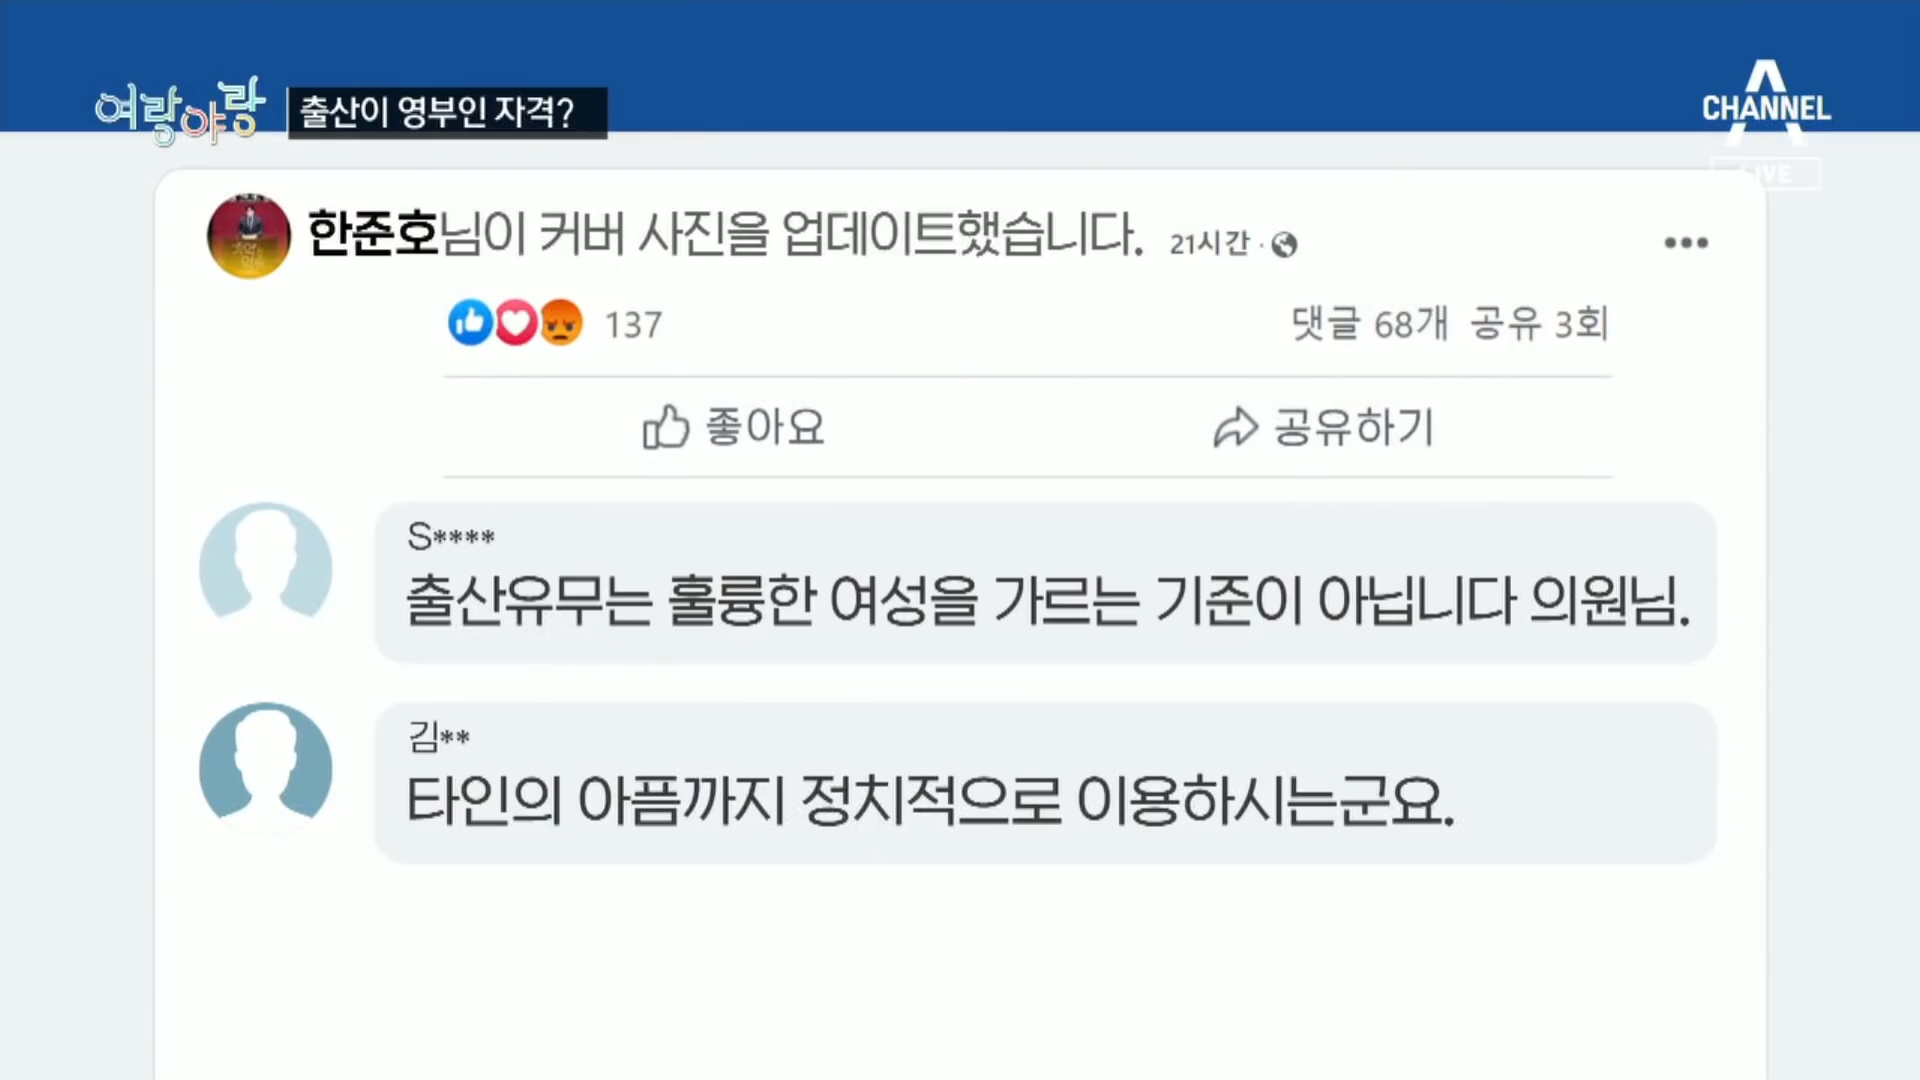 여랑야랑
출산이 영부인 자격?
CHANNEL A
LIVE
한준호님이 커버 사진을 업데이트했습니다. 21시간 ·
137
댓글 68개 공유 3회
좋아요 공유하기
S****
출산유무는 훌륭한 여성을 가르는 기준이 아닙니다 의원님.
김**
타인의 아픔까지 정치적으로 이용하시는군요.